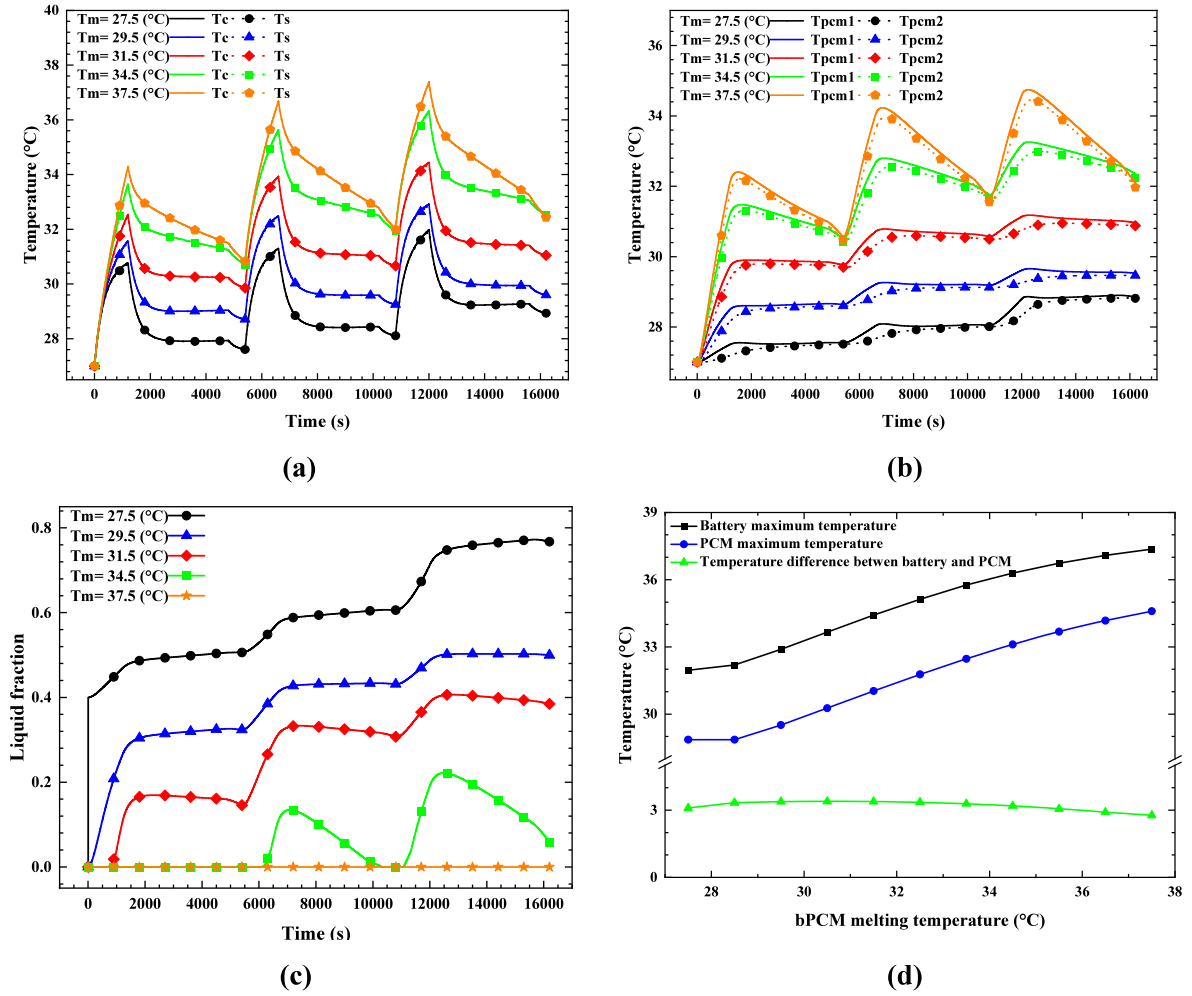 Tm= 27.5 (°C) Tc Ts
Tm= 29.5 (°C) Tc Ts
Tm= 31.5 (°C) Tc Ts
Tm= 34.5 (°C) Tc Ts
Tm= 37.5 (°C) Tc Ts
40
38
36
34
32
30
28
Temperature (°C)
0 2000 4000 6000 8000 10000 12000 14000 16000
Time (s)
(a)
Tm= 27.5 (°C) Tpcm1 Tpcm2
Tm= 29.5 (°C) Tpcm1 Tpcm2
Tm= 31.5 (°C) Tpcm1 Tpcm2
Tm= 34.5 (°C) Tpcm1 Tpcm2
Tm= 37.5 (°C) Tpcm1 Tpcm2
36
34
32
30
28
Temperature (°C)
0 2000 4000 6000 8000 10000 12000 14000 16000
Time (s)
(b)
Tm= 27.5 (°C)
Tm= 29.5 (°C)
Tm= 31.5 (°C)
Tm= 34.5 (°C)
Tm= 37.5 (°C)
0.8
0.6
0.4
0.2
0.0
Liquid fraction
0 2000 4000 6000 8000 10000 12000 14000 16000
Time (s)
(c)
Battery maximum temperature
PCM maximum temperature
Temperature difference betwen battery and PCM
39
36
33
30
3
0
Temperature (°C)
28 30 32 34 36 38
bPCM melting temperature (°C)
(d)